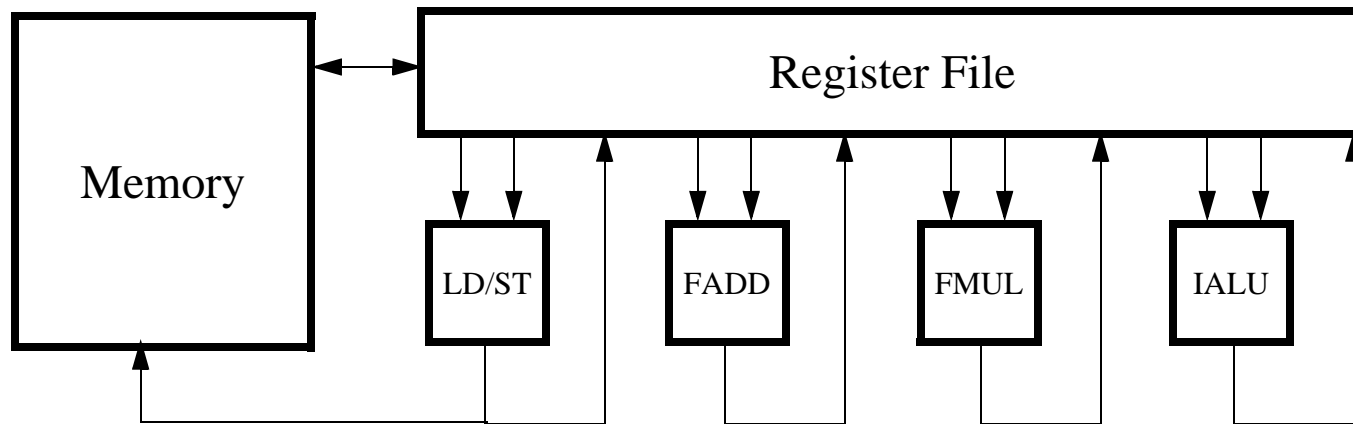 Register File
Memory
LD/ST
FADD
FMUL
IALU